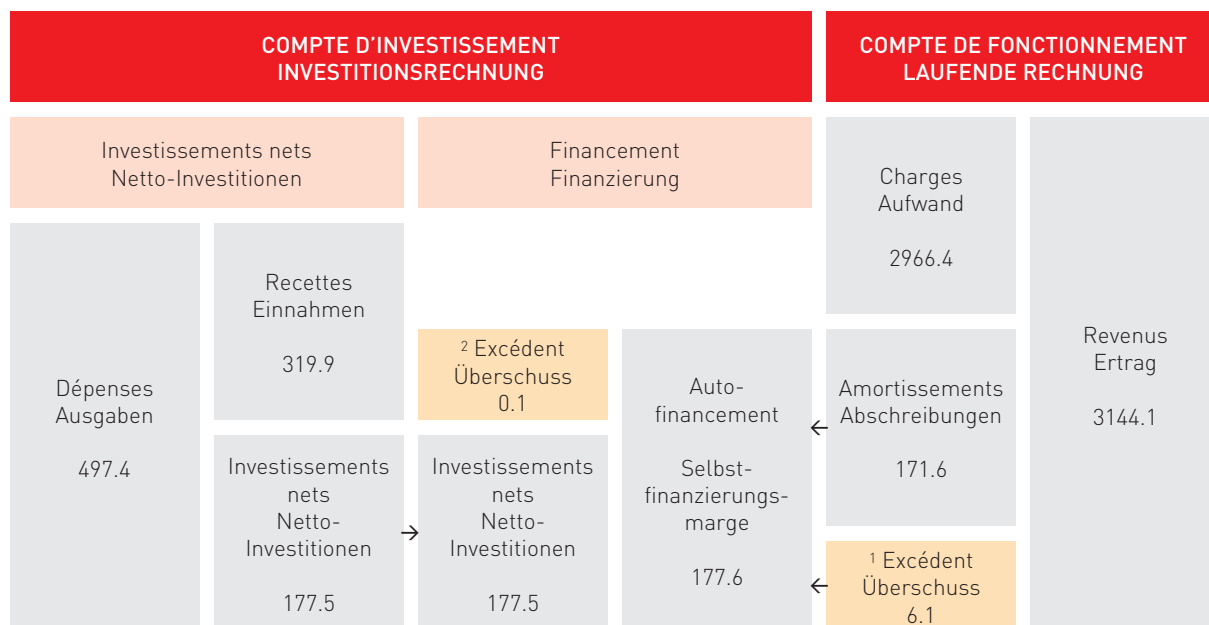 COMPTE D'INVESTISSEMENT
INVESTITIONSRECHNUNG
COMPTE DE FONCTIONNEMENT
LAUFENDE RECHNUNG
Investissements nets
Netto-Investitionen
Financement
Finanzierung
Charges
Aufwand
2966.4
Revenus
Ertrag
3144.1
Dépenses
Ausgaben
497.4
Recettes
Einnahmen
319.9
² Excédent
Überschuss
0.1
Auto-
financement
Selbst-
finanzierungs-
marge
177.6
←
Amortissements
Abschreibungen
171.6
Investissements
nets
Netto-
Investitionen
177.5
→
Investissements
nets
Netto-
Investitionen
177.5
←
¹ Excédent
Überschuss
6.1